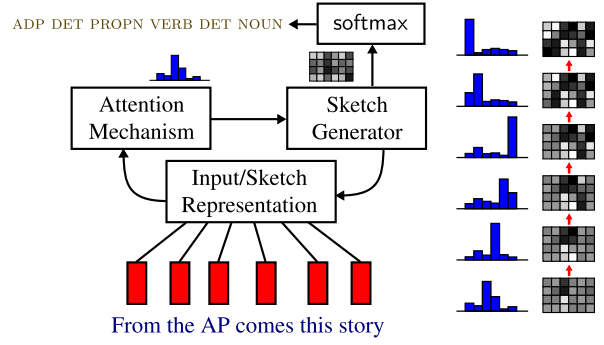 ADP DET PROPN VERB DET NOUN
softmax
Attention
Mechanism
Sketch
Generator
Input/Sketch
Representation
From the AP comes this story